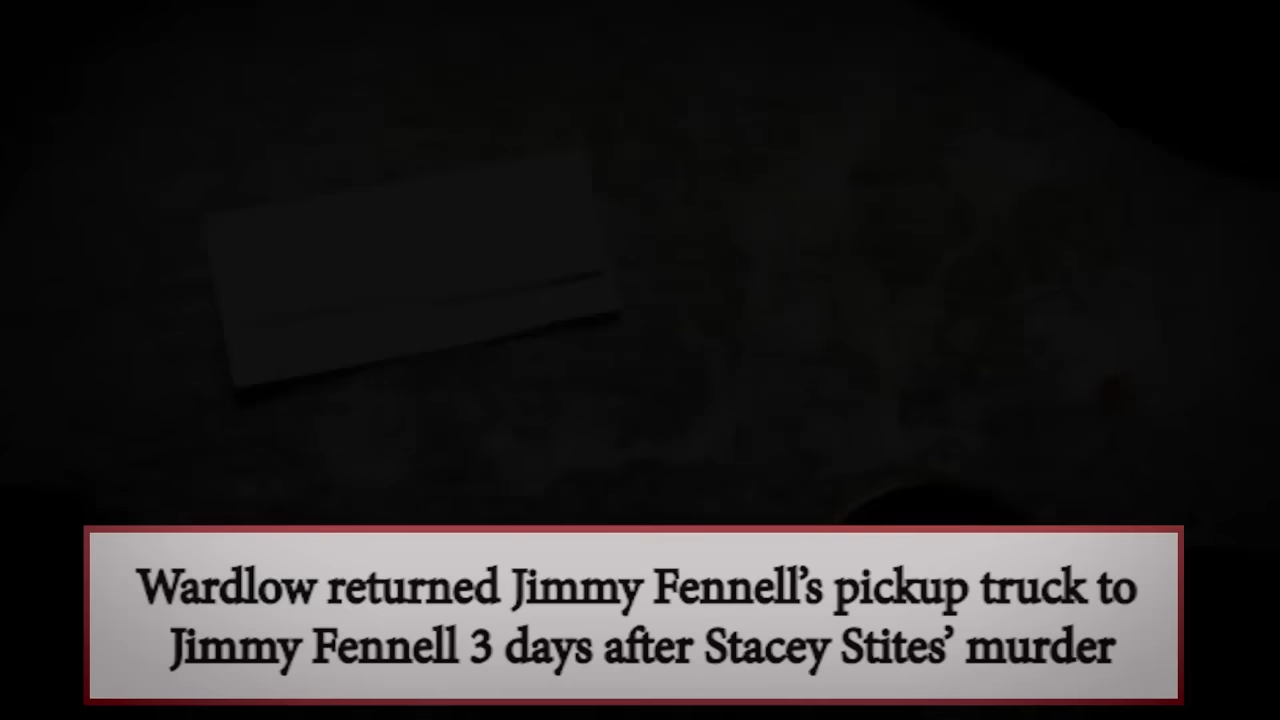 Wardlow returned Jimmy Fennell’s pickup truck to
Jimmy Fennell 3 days after Stacey Stites’ murder